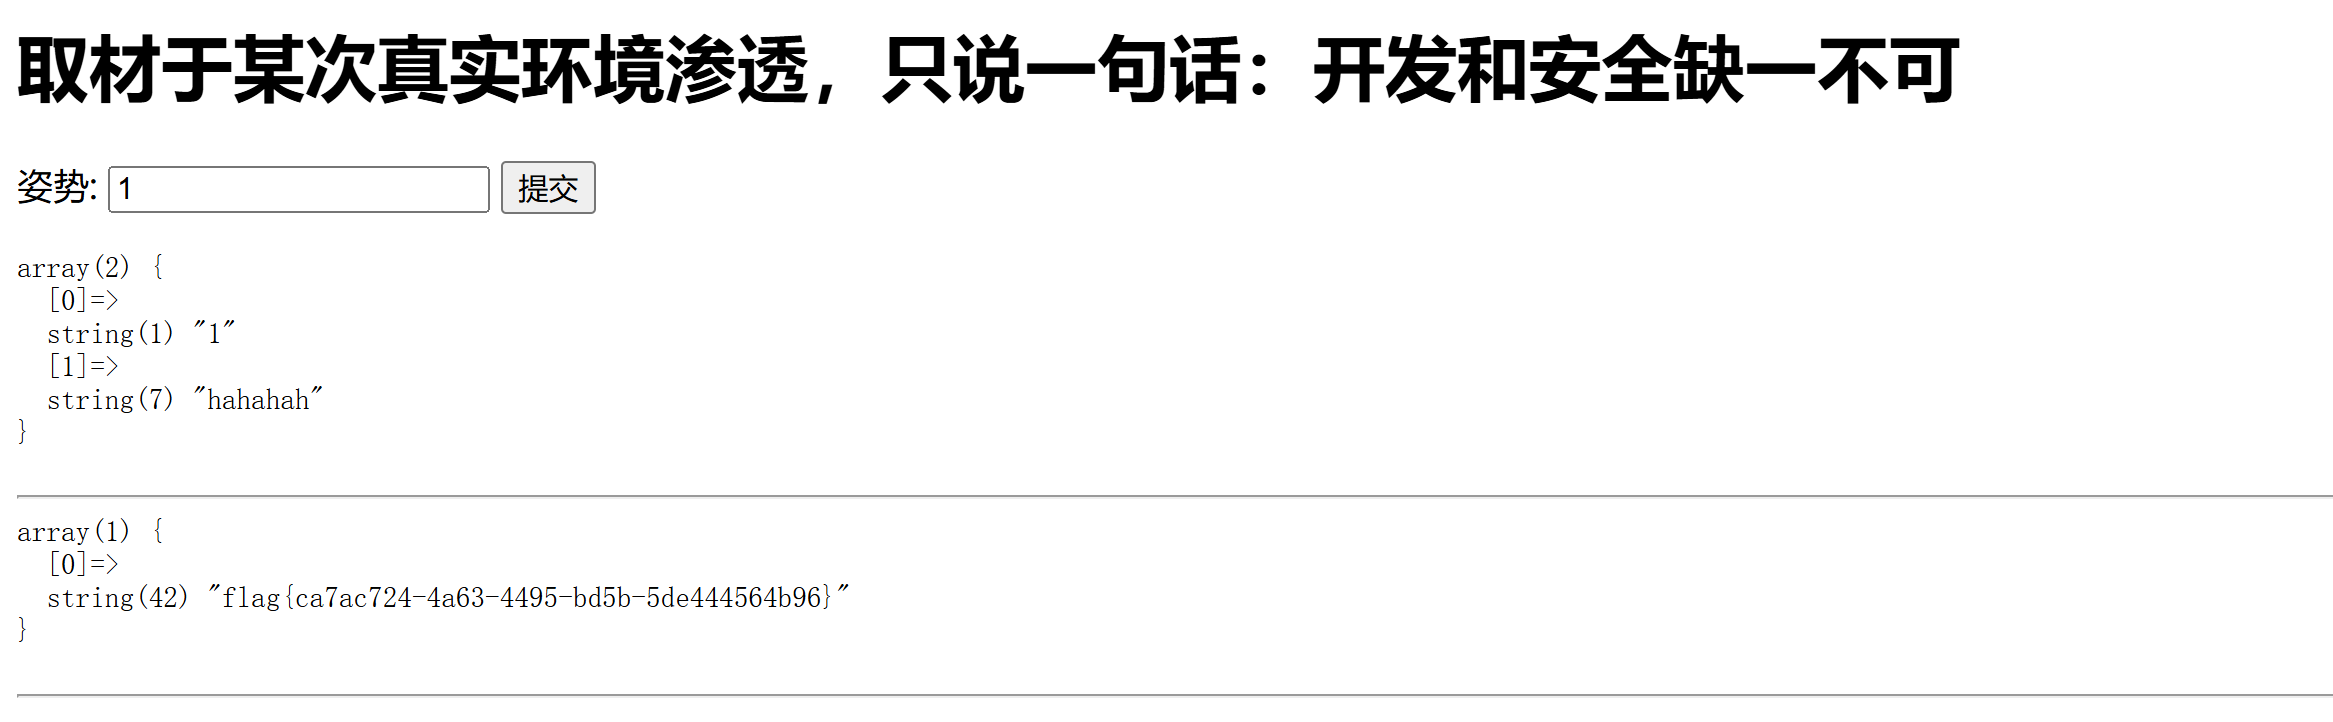 取材于某次真实环境渗透，只说一句话：开发和安全缺一不可
姿势: 1 提交
array(2) {
  [0]=>
  string(1) "1"
  [1]=>
  string(7) "hahahah"
}
array(1) {
  [0]=>
  string(42) "flag{ca7ac724-4a63-4495-bd5b-5de444564b96}"
}